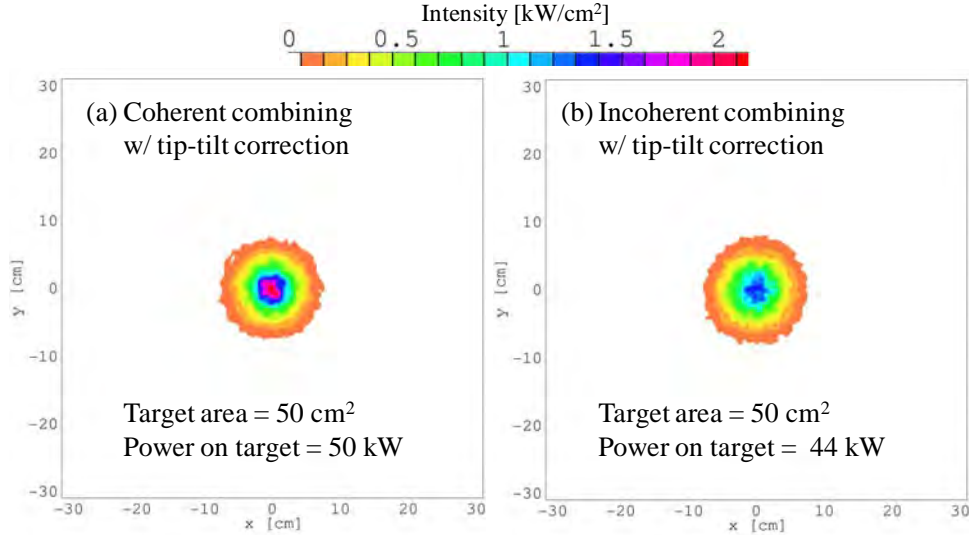 Intensity [kW/cm²]
0 0.5 1 1.5 2
(a) Coherent combining
w/ tip-tilt correction
30
20
10
0
-10
-20
-30
y [cm]
Target area = 50 cm²
Power on target = 50 kW
-30 -20 -10 0 10 20 30
x [cm]
(b) Incoherent combining
w/ tip-tilt correction
30
20
10
0
-10
-20
-30
y [cm]
Target area = 50 cm²
Power on target = 44 kW
-30 -20 -10 0 10 20 30
x [cm]